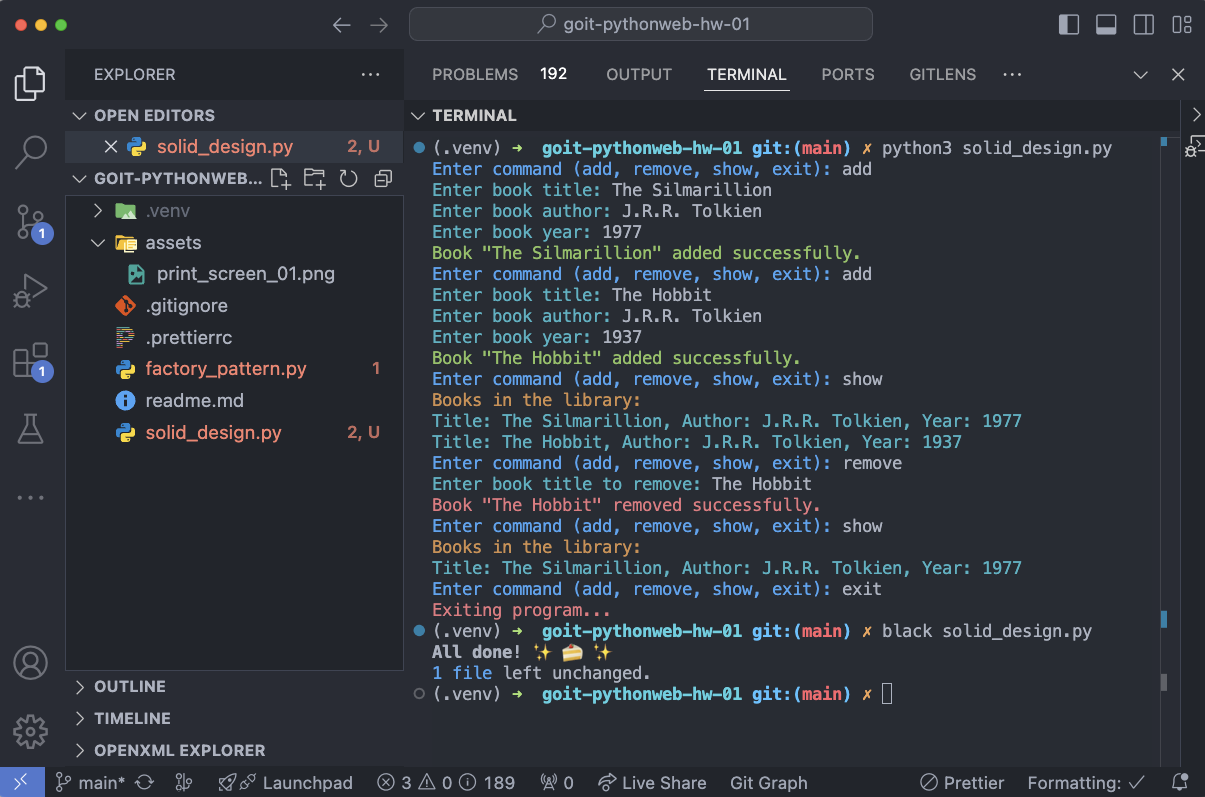 goit-pythonweb-hw-01
EXPLORER
OPEN EDITORS
solid_design.py 2, U
GOIT-PYTHONWEB...
.venv
assets
print_screen_01.png
.gitignore
.prettierrc
factory_pattern.py 1
readme.md
solid_design.py 2, U
OUTLINE
TIMELINE
OPENXML EXPLORER
1
1
PROBLEMS 192 OUTPUT TERMINAL PORTS GITLENS
TERMINAL
(.venv) → goit-pythonweb-hw-01 git:(main) ✗ python3 solid_design.py
Enter command (add, remove, show, exit): add
Enter book title: The Silmarillion
Enter book author: J.R.R. Tolkien
Enter book year: 1977
Book "The Silmarillion" added successfully.
Enter command (add, remove, show, exit): add
Enter book title: The Hobbit
Enter book author: J.R.R. Tolkien
Enter book year: 1937
Book "The Hobbit" added successfully.
Enter command (add, remove, show, exit): show
Books in the library:
Title: The Silmarillion, Author: J.R.R. Tolkien, Year: 1977
Title: The Hobbit, Author: J.R.R. Tolkien, Year: 1937
Enter command (add, remove, show, exit): remove
Enter book title to remove: The Hobbit
Book "The Hobbit" removed successfully.
Enter command (add, remove, show, exit): show
Books in the library:
Title: The Silmarillion, Author: J.R.R. Tolkien, Year: 1977
Enter command (add, remove, show, exit): exit
Exiting program...
(.venv) → goit-pythonweb-hw-01 git:(main) ✗ black solid_design.py
All done! ✨ 🍰 ✨
1 file left unchanged.
(.venv) → goit-pythonweb-hw-01 git:(main) ✗
main* Launchpad 3 0 189 0 Live Share Git Graph Prettier Formatting: ✓